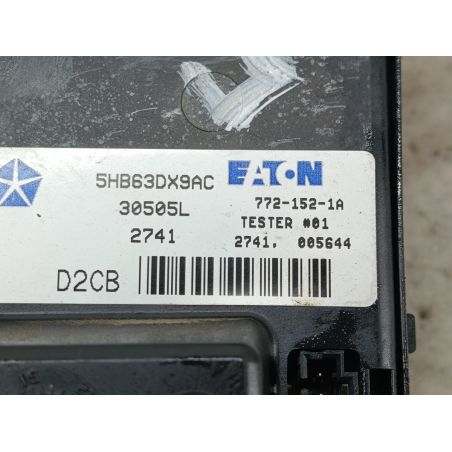 5HB63DX9AC EATON
30505L 772-152-1A
TESTER #01
2741 2741. 005644
D2CB